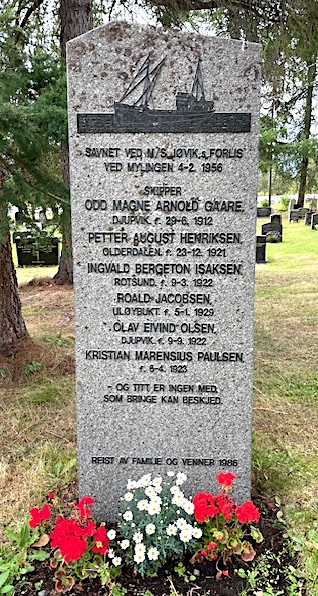 SAVNET VED M/S JØVIK,s FORLIS
VED MYLINGEN 4-2 1956
SKIPPER
ODD MAGNE ARNOLD GAARE,
DJUPVIK. f. 29-6. 1912
PETTER AUGUST HENRIKSEN,
OLDERDALEN. f. 23-12. 1921
INGVALD BERGETON ISAKSEN,
ROTSUND. f. 9-3. 1922
ROALD JACOBSEN,
ULØYBUKT. f. 5-1. 1929
OLAV EIVIND OLSEN,
DJUPVIK. f. 9-9. 1922
KRISTIAN MARENSIUS PAULSEN,
f. 6-4. 1923
- OG TITT ER INGEN MED,
SOM BRINGE KAN BESKJED.
REIST AV FAMILIE OG VENNER 1986